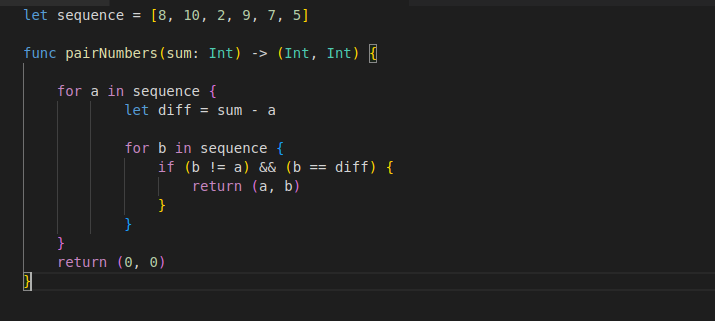 let sequence = [8, 10, 2, 9, 7, 5]
func pairNumbers(sum: Int) -> (Int, Int) {
for a in sequence {
let diff = sum - a
for b in sequence {
if (b != a) && (b == diff) {
return (a, b)
}
}
}
return (0, 0)
}